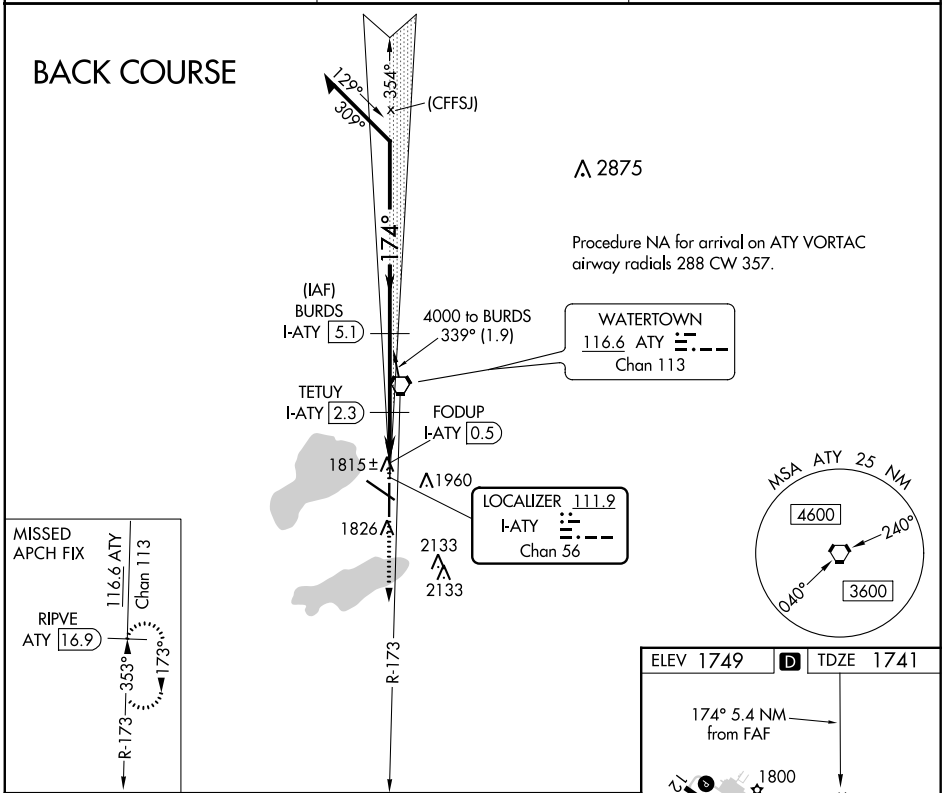 BACK COURSE
129°
309°
354°
(CFFSJ)
2875
174°
Procedure NA for arrival on ATY VORTAC
airway radials 288 CW 357.
(IAF)
BURDS
I-ATY 5.1
4000 to BURDS
339° (1.9)
WATERTOWN
116.6 ATY
Chan 113
TETUY
I-ATY 2.3
FODUP
I-ATY 0.5
1815±
1960
LOCALIZER 111.9
I-ATY
Chan 56
1826
2133
2133
MSA ATY 25 NM
4600
240°
040°
3600
MISSED
APCH FIX
116.6 ATY
Chan 113
RIPVE
ATY 16.9
353°
173°
R-173
R-173
ELEV 1749 D TDZE 1741
174° 5.4 NM
from FAF
12
P
1800